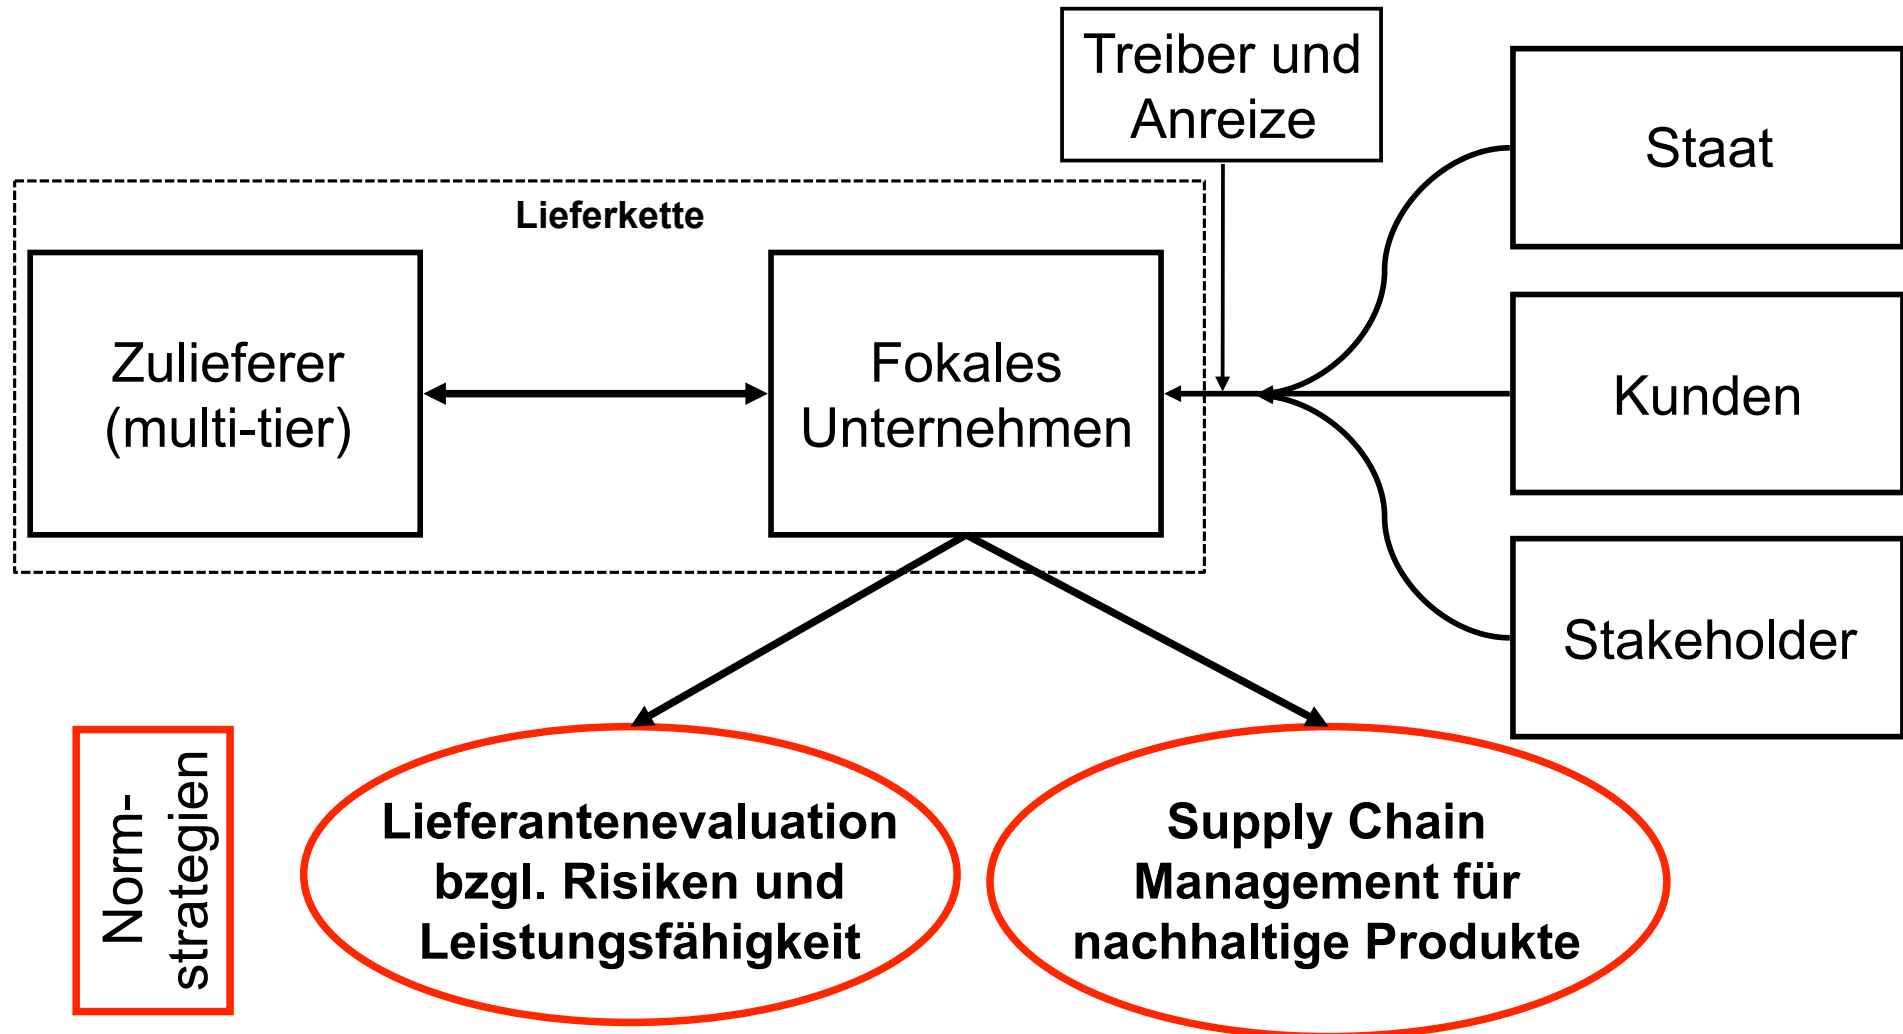 Treiber und
Anreize
Staat
Lieferkette
Zulieferer
(multi-tier)
Fokales
Unternehmen
Kunden
Stakeholder
Norm-
strategien
Lieferantenevaluation
bzgl. Risiken und
Leistungsfähigkeit
Supply Chain
Management für
nachhaltige Produkte